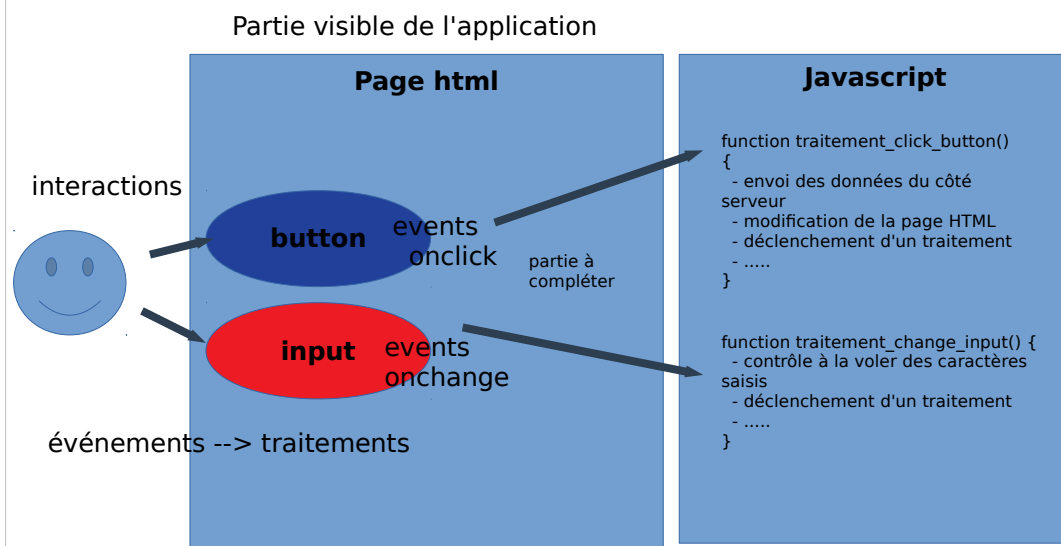 Partie visible de l'application
Page html
Javascript
interactions
button
events
onclick
partie à
compléter
input
events
onchange
événements --> traitements
function traitement_click_button()
{
- envoi des données du côté
serveur
- modification de la page HTML
- déclenchement d'un traitement
- .....
}
function traitement_change_input() {
- contrôle à la voler des caractères
saisis
- déclenchement d'un traitement
- .....
}